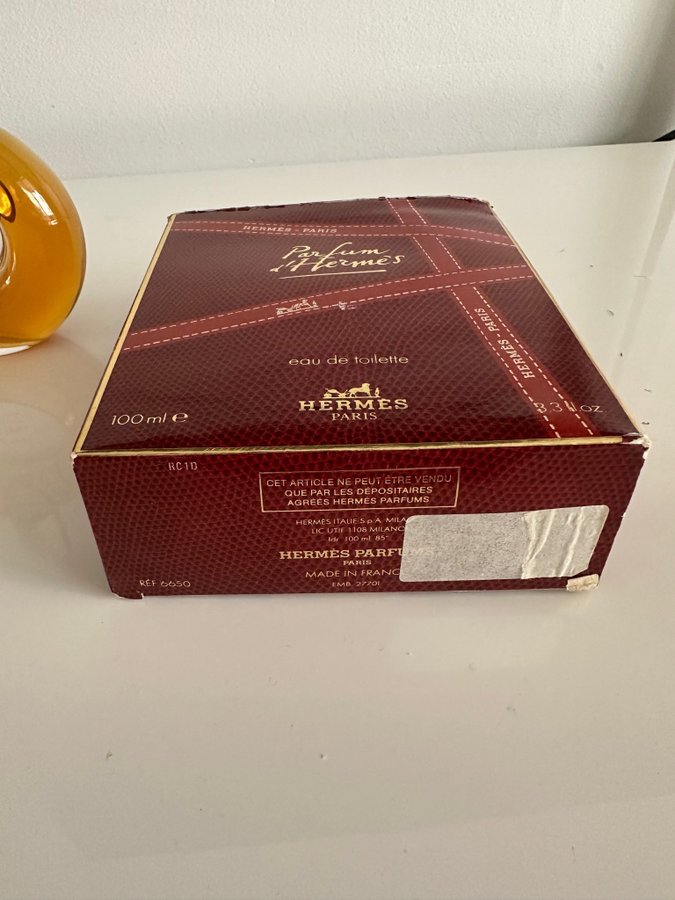 HERMÈS - PARIS
Parfum
d'Hermès
HERMÈS - PARIS
eau de toilette
HERMÈS
PARIS
100 ml e
3.3 fl.oz
RC1D
CET ARTICLE NE PEUT ÊTRE VENDU
QUE PAR LES DÉPOSITAIRES
AGRÉÉS HERMÈS PARFUMS
HERMÈS ITALIE S.p.A. MILA
LIC UTIF 1108 MILANO
Idr. 100 ml. 85°
HERMÈS PARFUMS
PARIS
MADE IN FRANC
EMB. 27701
RÉF 6650